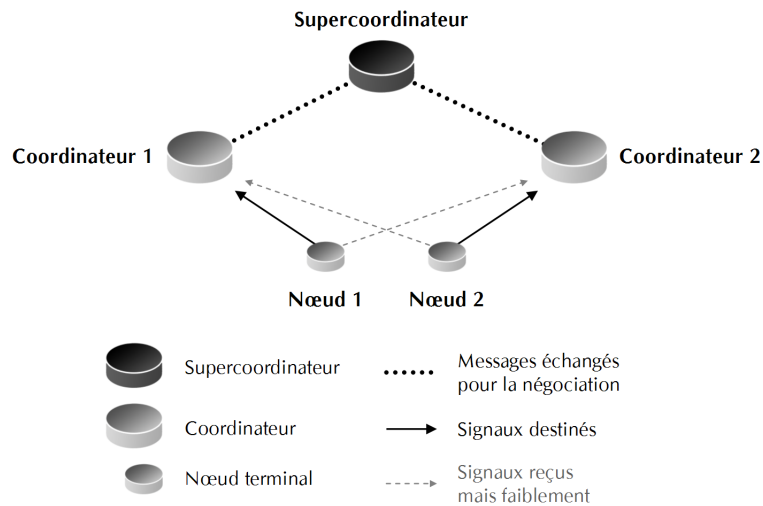 Supercoordinateur
Coordinateur 1
Coordinateur 2
Nœud 1
Nœud 2
Supercoordinateur
Messages échangés
pour la négociation
Coordinateur
Signaux destinés
Nœud terminal
Signaux reçus
mais faiblement